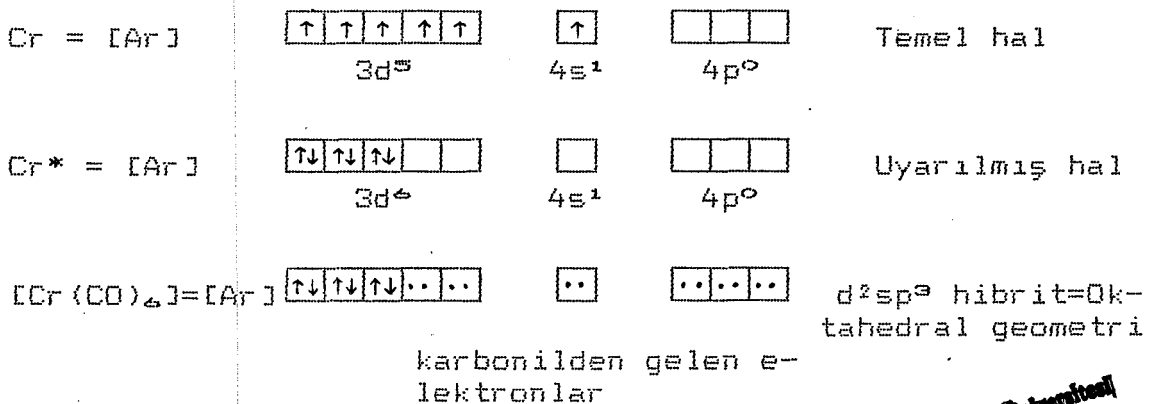 Cr = [Ar] ↑ ↑ ↑ ↑ ↑ ↑ Temel hal
3d⁵ 4s¹ 4p⁰
Cr* = [Ar] ↑↓ ↑↓ ↑↓ Uyarılmış hal
3d⁶ 4s¹ 4p⁰
[Cr(CO)₆]=[Ar] ↑↓ ↑↓ ↑↓ •• •• •• •• •• •• d²sp³ hibrit=Ok-
tahedral geometri
karbonilden gelen e-
lektronlar